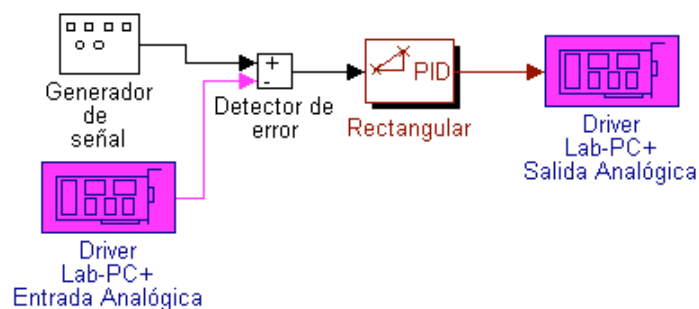 Generador
de
señal
+
-
Detector de
error
PID
Rectangular
Driver
Lab-PC+
Salida Analógica
Driver
Lab-PC+
Entrada Analógica